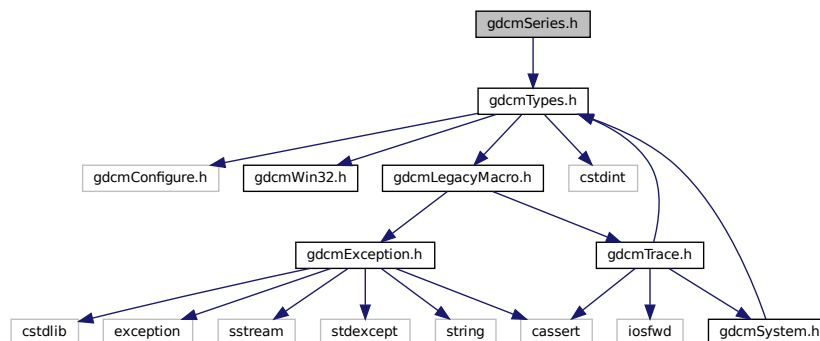 gdcmSeries.h
gdcmTypes.h
gdcmConfigure.h
gdcmWin32.h
gdcmLegacyMacro.h
cstdint
gdcmException.h
gdcmTrace.h
cstdlib
exception
sstream
stdexcept
string
cassert
iosfwd
gdcmSystem.h